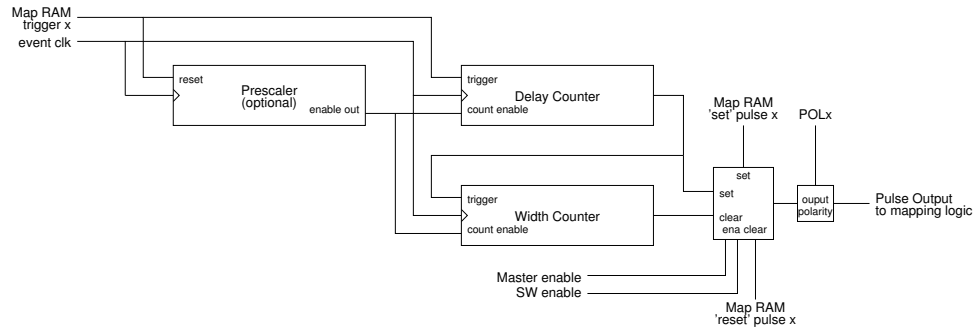 Map RAM
trigger x
event clk
reset
Prescaler
(optional)
enable out
trigger
Delay Counter
count enable
Map RAM
'set' pulse x
POLx
trigger
Width Counter
count enable
set
set
clear
ena clear
ouput
polarity
Pulse Output
to mapping logic
Master enable
SW enable
Map RAM
'reset' pulse x